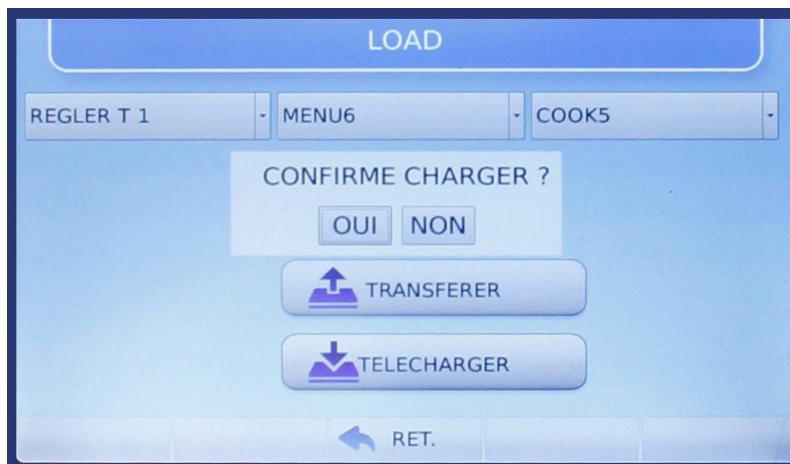 LOAD
REGLER T 1 MENU6 COOK5
CONFIRME CHARGER ?
OUI NON
TRANSFERER
TELECHARGER
RET.